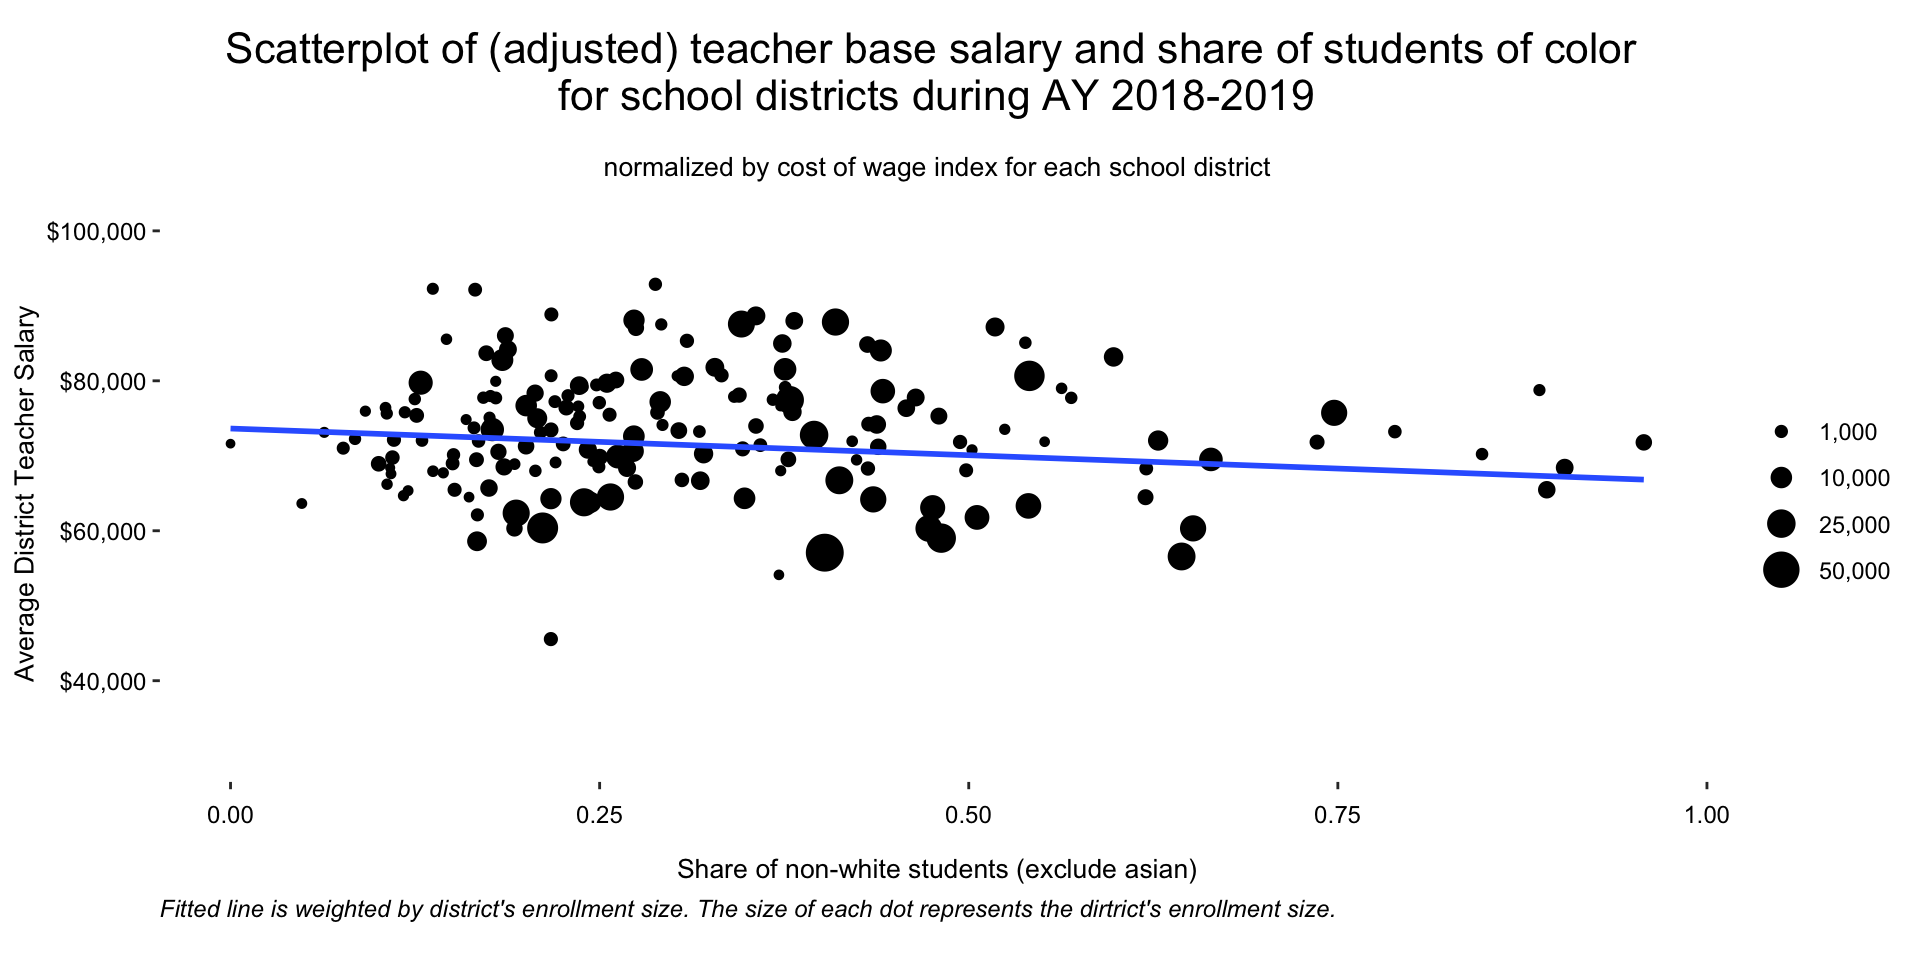 Scatterplot of (adjusted) teacher base salary and share of students of color
for school districts during AY 2018-2019
normalized by cost of wage index for each school district
Average District Teacher Salary
$100,000
$80,000
$60,000
$40,000
0.00
0.25
0.50
0.75
1.00
Share of non-white students (exclude asian)
1,000
10,000
25,000
50,000
Fitted line is weighted by district's enrollment size. The size of each dot represents the dirtrict's enrollment size.